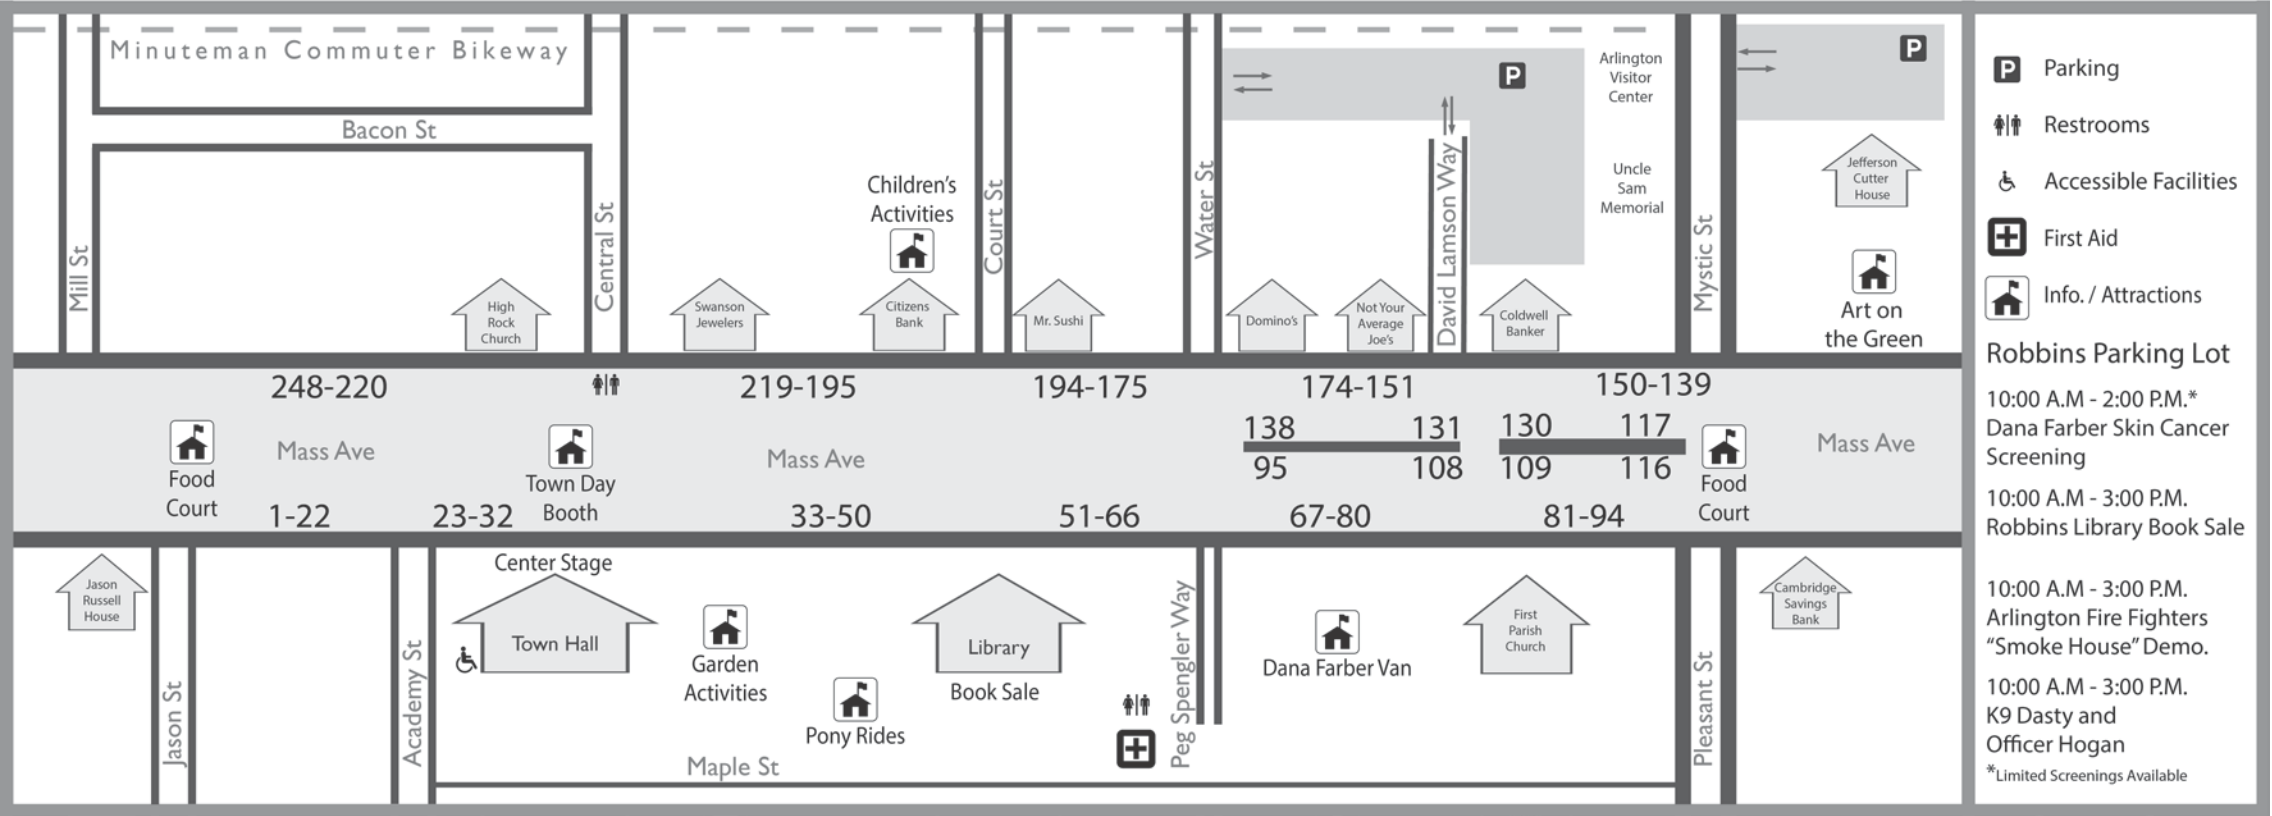 Minuteman Commuter Bikeway
Bacon St
Mill St
Central St
Court St
Water St
David Lamson Way
Mystic St
P
Arlington
Visitor
Center
Uncle
Sam
Memorial
P
Jefferson
Cutter
House
Children's
Activities
High
Rock
Church
Swanson
Jewelers
Citizens
Bank
Mr. Sushi
Domino's
Not Your
Average
Joe's
Coldwell
Banker
Art on
the Green
248-220
219-195
194-175
174-151
150-139
138 131
130 117
95 108
109 116
Mass Ave
Mass Ave
Mass Ave
Food
Court
Town Day
Booth
Food
Court
1-22
23-32
33-50
51-66
67-80
81-94
Jason
Russell
House
Jason St
Academy St
Center Stage
Town Hall
Garden
Activities
Pony Rides
Library
Book Sale
Maple St
Peg Spengler Way
Dana Farber Van
First
Parish
Church
Pleasant St
Cambridge
Savings
Bank
P Parking
Restrooms
Accessible Facilities
First Aid
Info. / Attractions
Robbins Parking Lot
10:00 A.M - 2:00 P.M.*
Dana Farber Skin Cancer
Screening
10:00 A.M - 3:00 P.M.
Robbins Library Book Sale
10:00 A.M - 3:00 P.M.
Arlington Fire Fighters
“Smoke House” Demo.
10:00 A.M - 3:00 P.M.
K9 Dasty and
Officer Hogan
*Limited Screenings Available